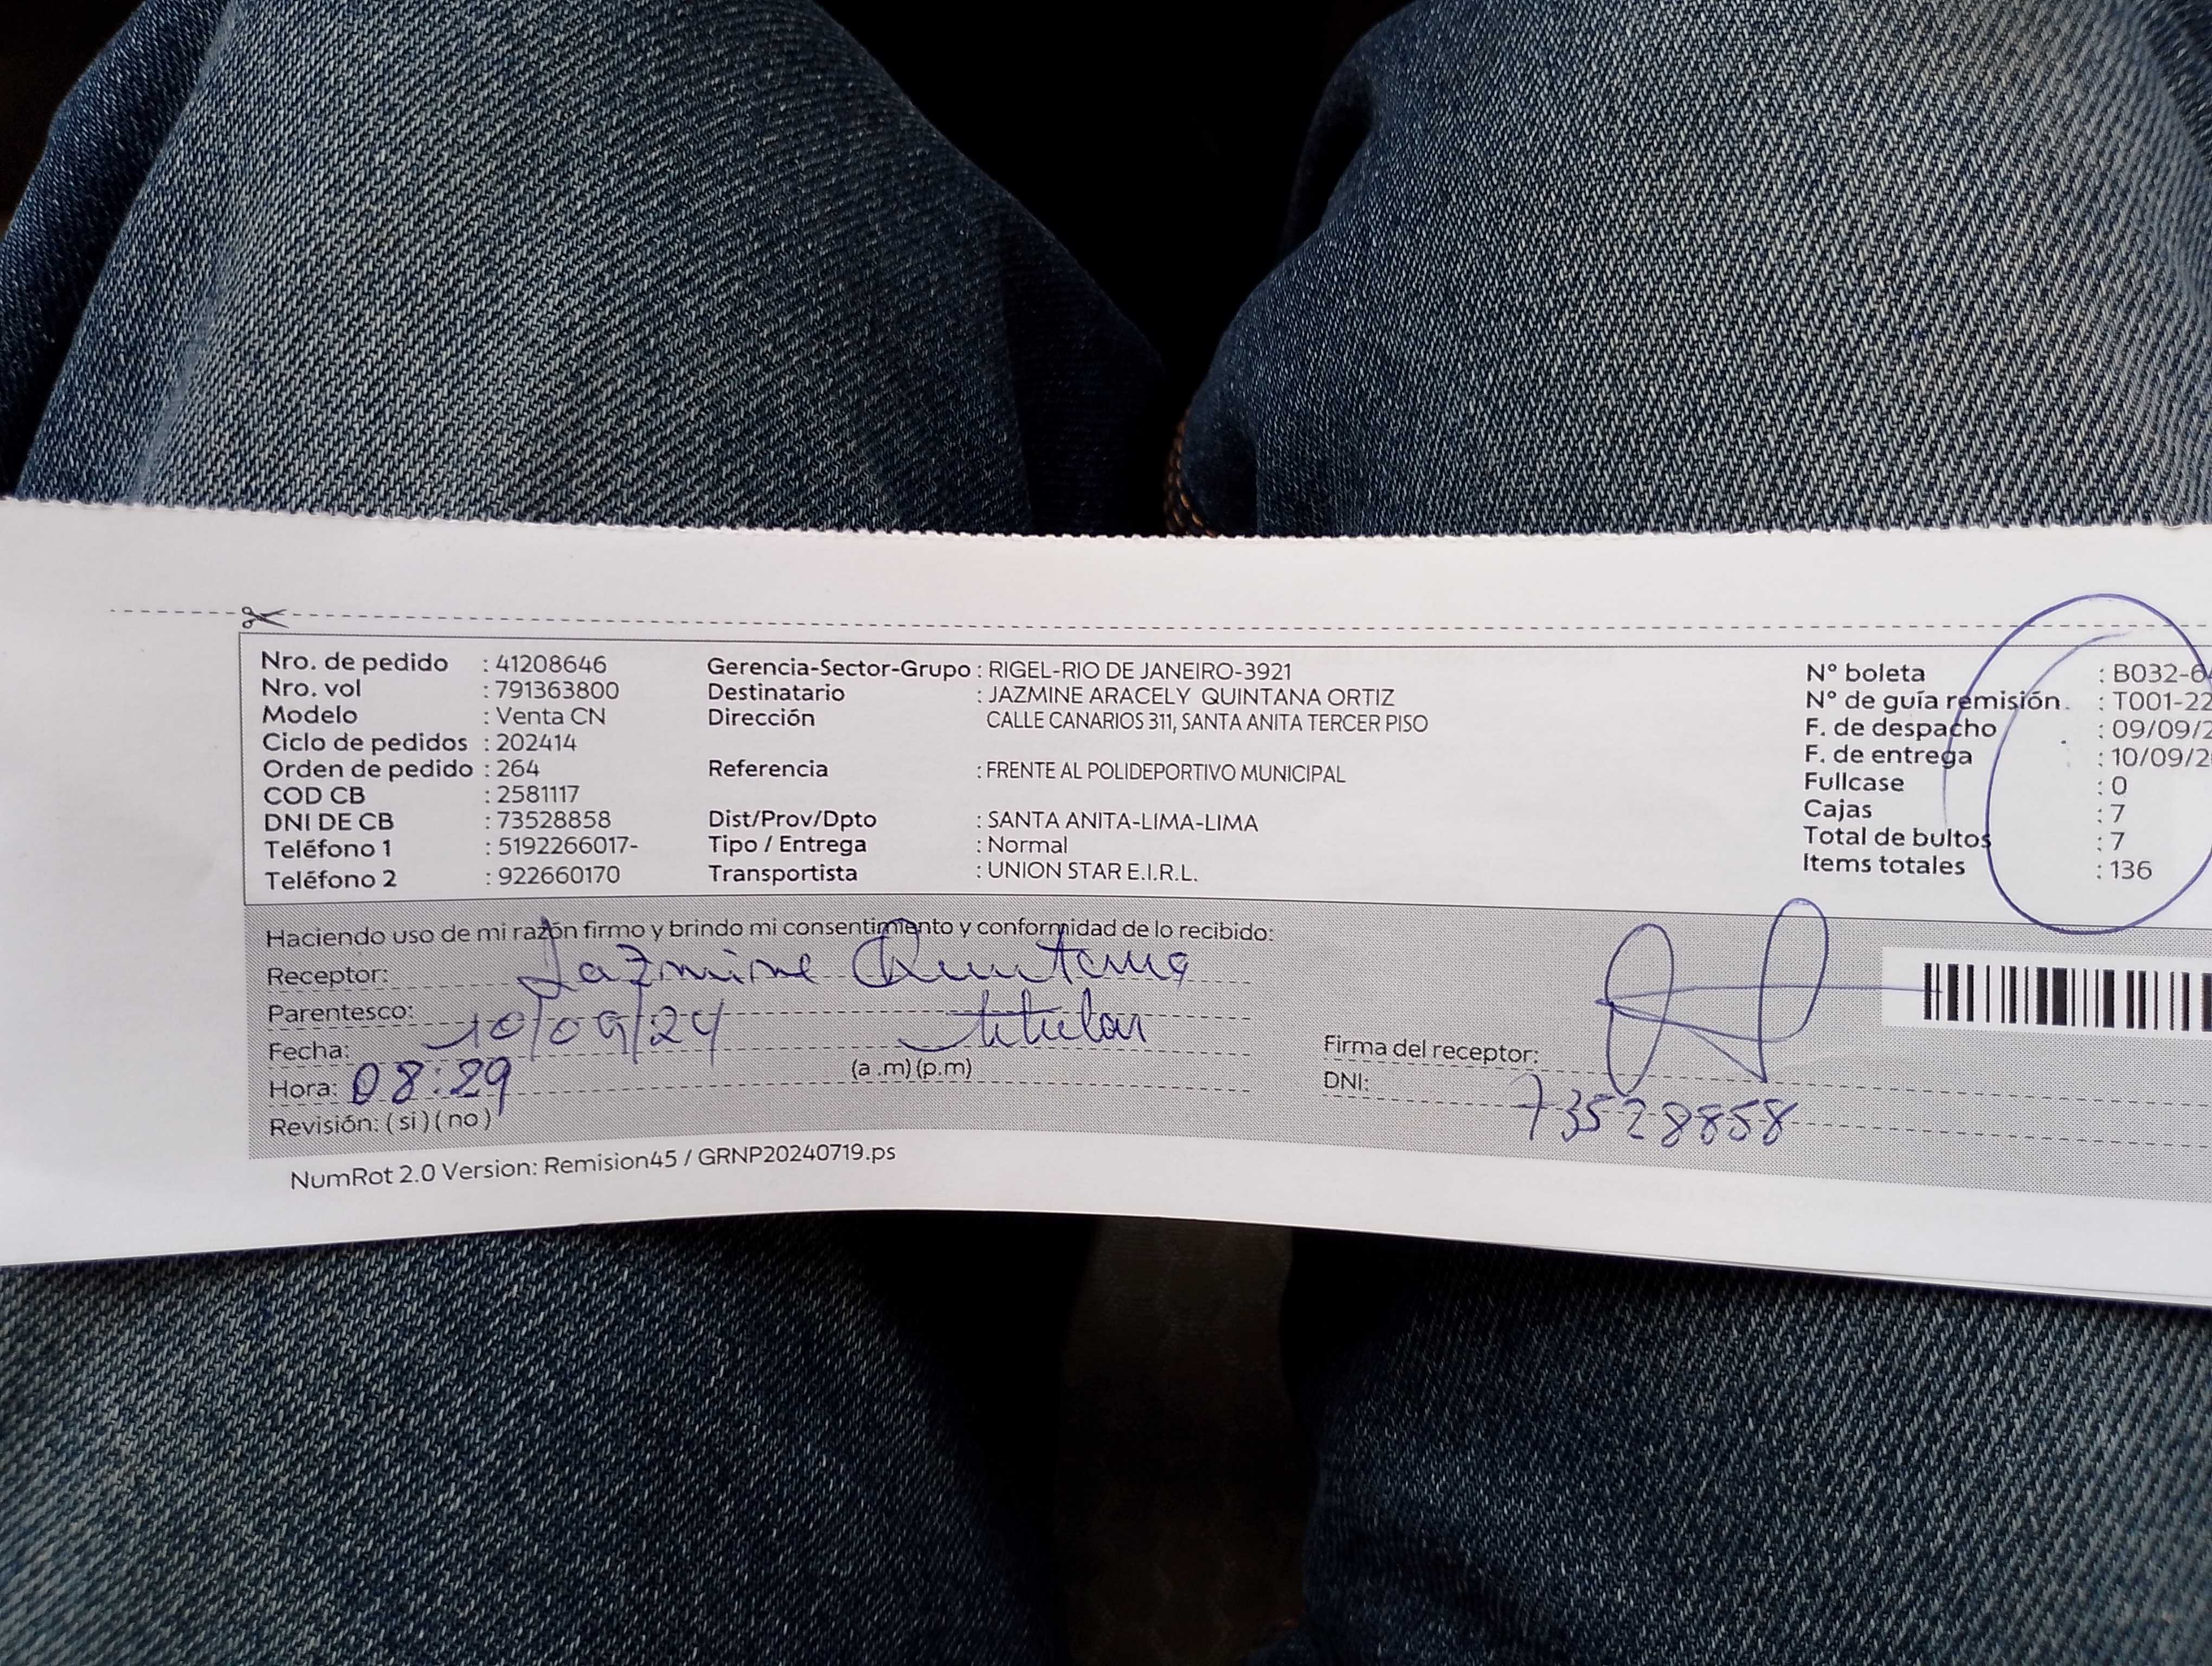 Nro. de pedido : 41208646
Nro. vol : 791363800
Modelo : Venta CN
Ciclo de pedidos : 202414
Orden de pedido : 264
COD CB : 2581117
DNI DE CB : 73528858
Teléfono 1 : 5192266017-
Teléfono 2 : 922660170
Gerencia-Sector-Grupo : RIGEL-RIO DE JANEIRO-3921
Destinatario : JAZMINE ARACELY QUINTANA ORTIZ
Dirección CALLE CANARIOS 311, SANTA ANITA TERCER PISO
Referencia : FRENTE AL POLIDEPORTIVO MUNICIPAL
Dist/Prov/Dpto : SANTA ANITA-LIMA-LIMA
Tipo / Entrega : Normal
Transportista : UNION STAR E.I.R.L.
N° boleta : B032-6
N° de guía remisión. : T001-22
F. de despacho : 09/09/2
F. de entrega : 10/09/2
Fullcase : 0
Cajas : 7
Total de bultos : 7
Items totales : 136
Haciendo uso de mi razón firmo y brindo mi consentimiento y conformidad de lo recibido:
Receptor: Jazmine Quintana
Parentesco: titular
Fecha: 10/09/24
Hora: 08:29 (a .m) (p.m)
Revisión: ( si ) ( no )
Firma del receptor:
DNI: 73528858
NumRot 2.0 Version: Remision45 / GRNP20240719.ps